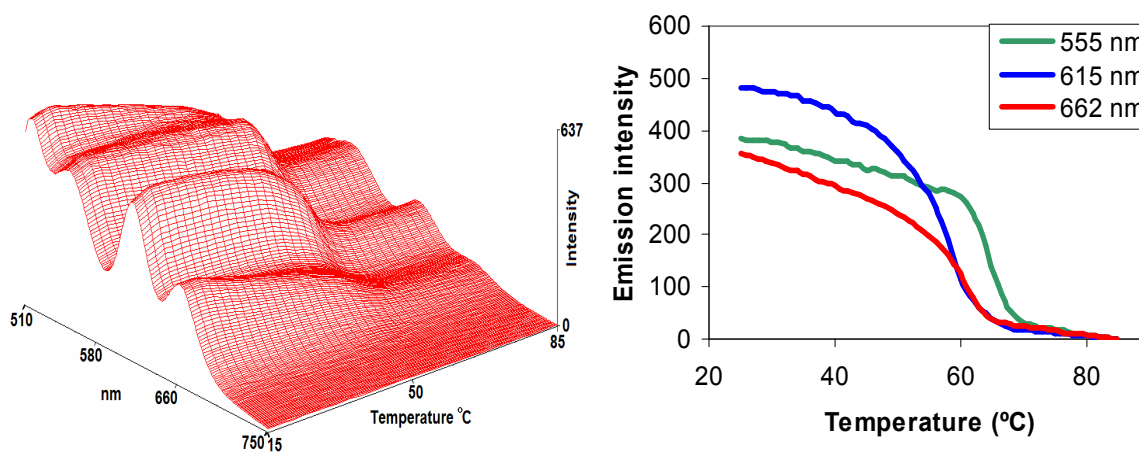 637
Intensity
0
85
50
Temperature °C
510
580
nm
660
750
15
600
500
400
300
200
100
0
Emission intensity
20 40 60 80
Temperature (ºC)
555 nm
615 nm
662 nm